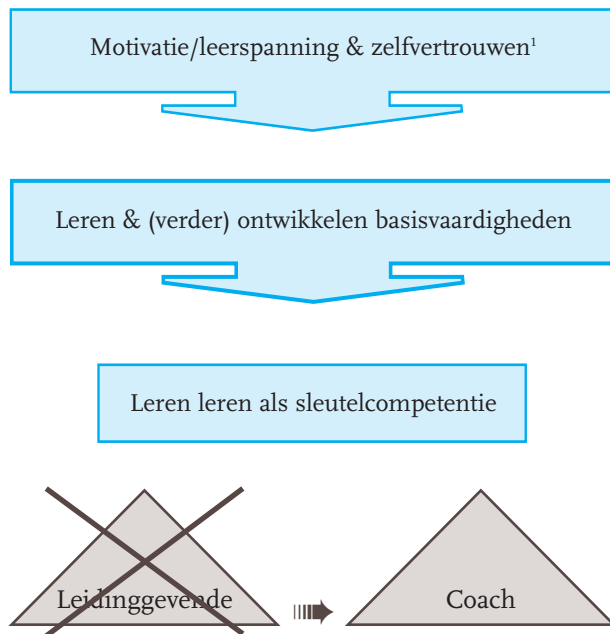 Motivatie/leerspanning & zelfvertrouwen¹
Leren & (verder) ontwikkelen basisvaardigheden
Leren leren als sleutelcompetentie
Leidinggevende
Coach